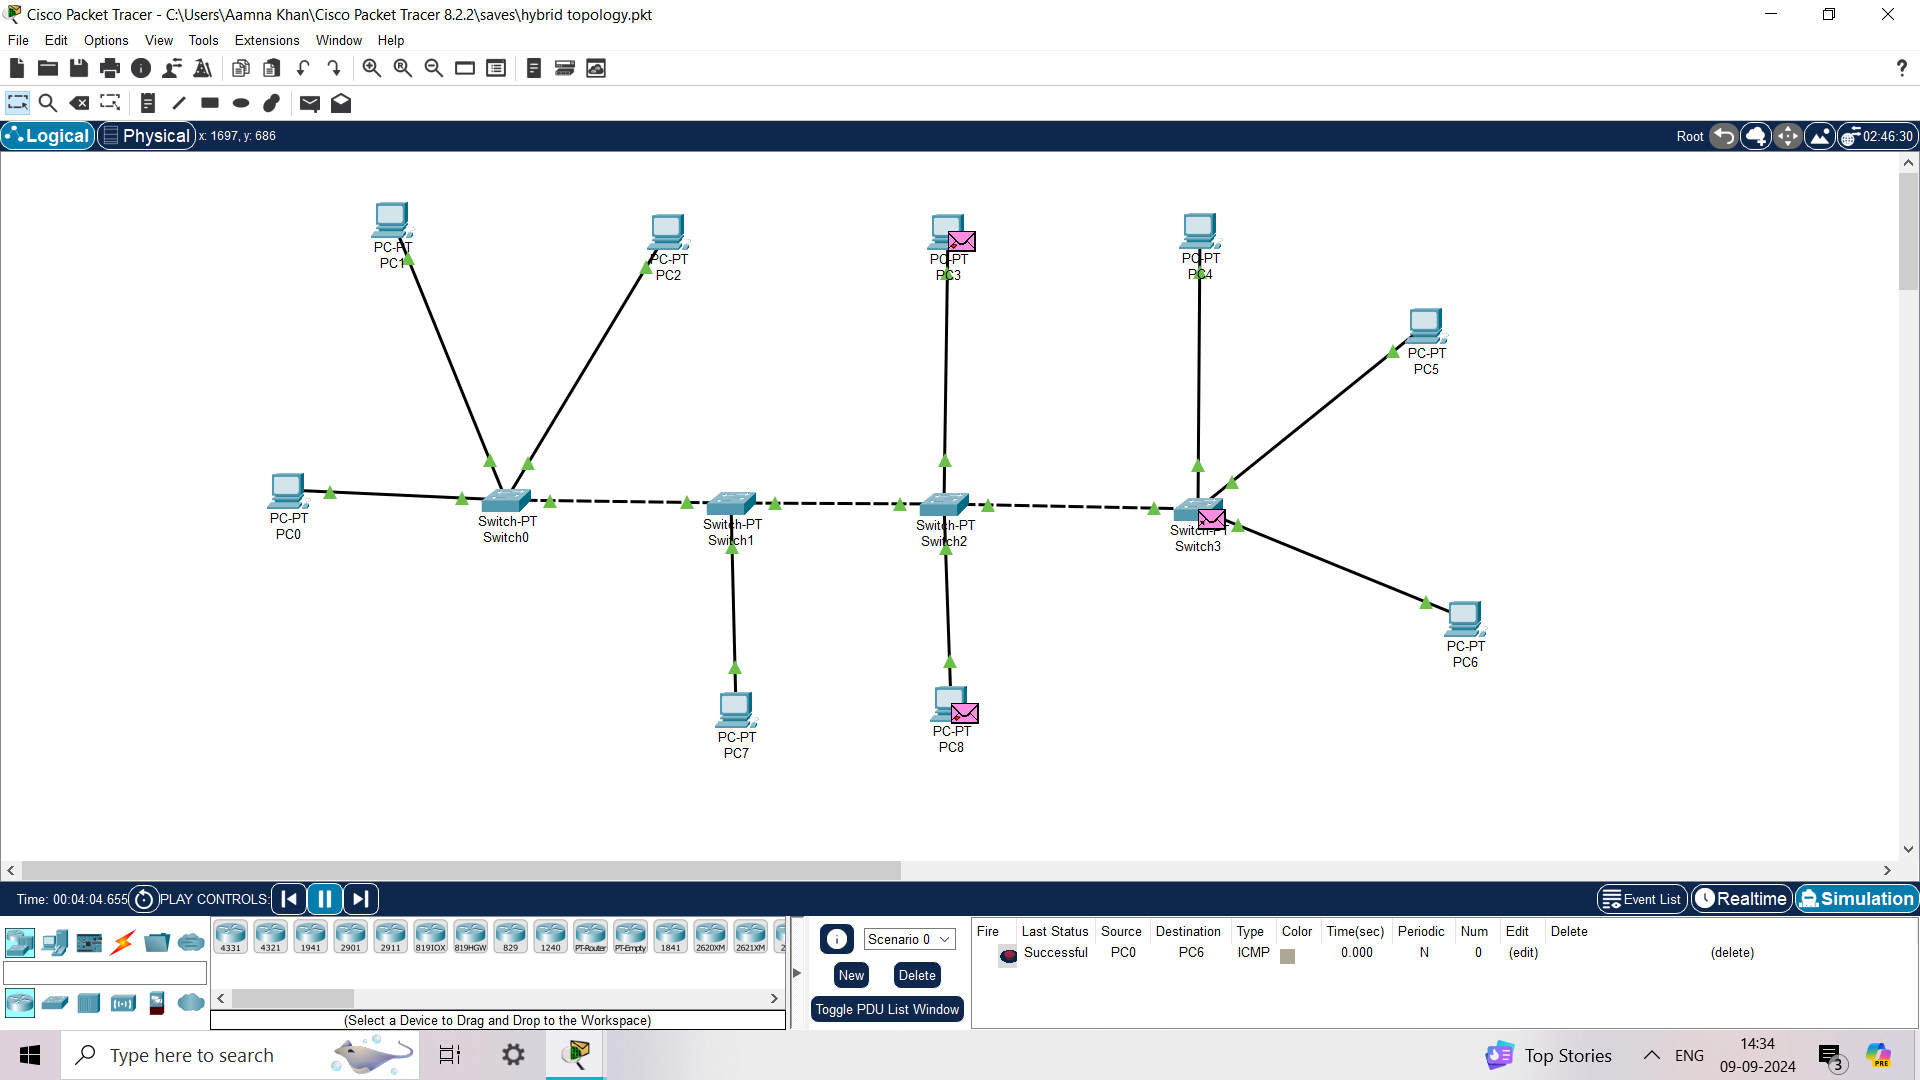 Cisco Packet Tracer - C:\Users\Aamna Khan\Cisco Packet Tracer 8.2.2\saves\hybrid topology.pkt
File Edit Options View Tools Extensions Window Help
?
Logical Physical x: 1697, y: 686 Root 02:46:30
PC-PT
PC1
PC-PT
PC2
PC-PT
PC3
PC-PT
PC4
PC-PT
PC5
PC-PT
PC0
Switch-PT
Switch0
Switch-PT
Switch1
Switch-PT
Switch2
Switch-PT
Switch3
PC-PT
PC6
PC-PT
PC7
PC-PT
PC8
Time: 00:04:04.655 PLAY CONTROLS: Event List Realtime Simulation
4331 4321 1941 2901 2911 819IOX 819HGW 829 1240 PT-Router PT-Empty 1841 2620XM 2621XM 2
(Select a Device to Drag and Drop to the Workspace)
Scenario 0
New Delete
Toggle PDU List Window
Fire Last Status Source Destination Type Color Time(sec) Periodic Num Edit Delete
Successful PC0 PC6 ICMP 0.000 N 0 (edit) (delete)
Type here to search
Top Stories ENG 14:34
09-09-2024
3
PRE